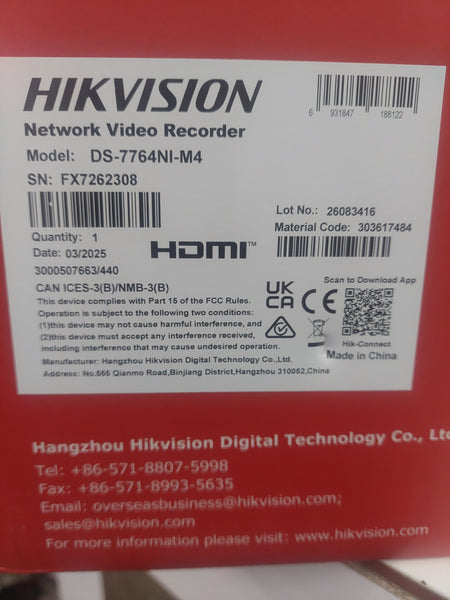 HIKVISION
6 931847 188122
Network Video Recorder
Model: DS-7764NI-M4
SN: FX7262308
Lot No.: 26083416
Material Code: 303617484
Quantity: 1
Date: 03/2025
HDMI™
3000507663/440
CAN ICES-3(B)/NMB-3(B)
This device complies with Part 15 of the FCC Rules.
Operation is subject to the following two conditions:
(1)this device may not cause harmful interference, and
(2)this device must accept any interference received,
including interference that may cause undesired operation.
UK
CA
CE
Scan to Download App
Hik-Connect
Made in China
Manufacturer: Hangzhou Hikvision Digital Technology Co.,Ltd.
Address: No.555 Qianmo Road,Binjiang District,Hangzhou 310052,China
Hangzhou Hikvision Digital Technology Co., Ltd
Tel: +86-571-8807-5998
Fax: +86-571-8993-5635
Email: overseasbusiness@hikvision.com;
sales@hikvision.com
For more information please visit: www.hikvision.com